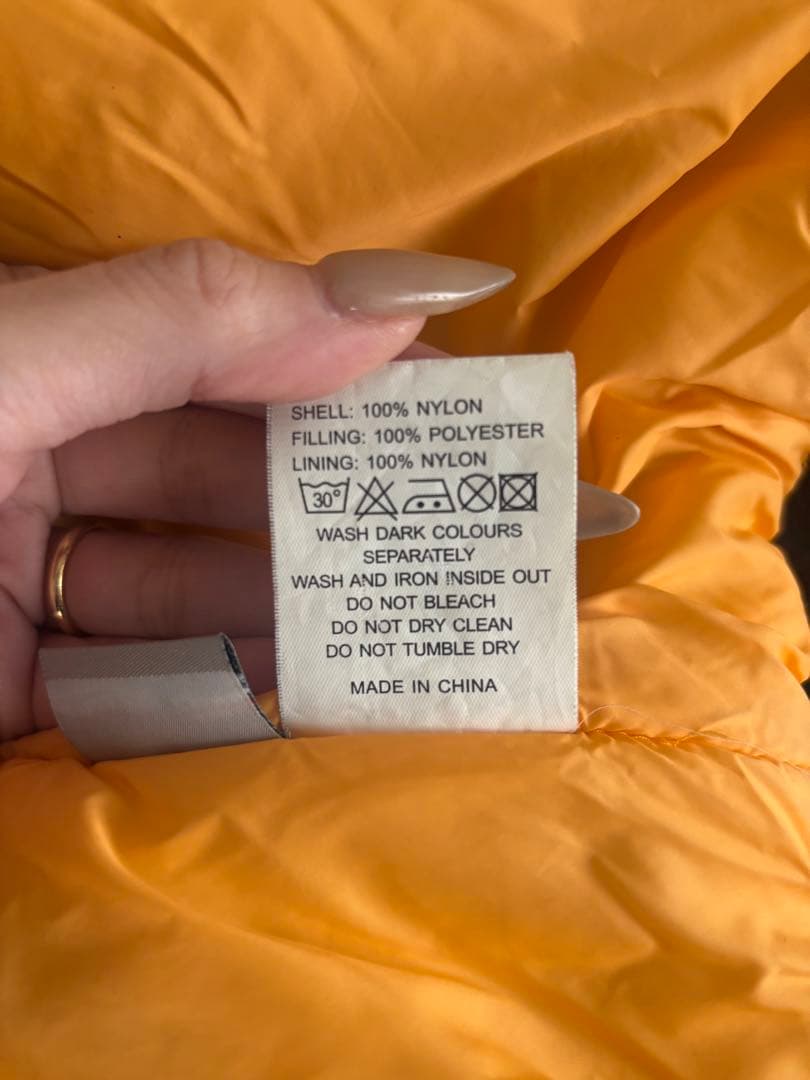 SHELL: 100% NYLON
FILLING: 100% POLYESTER
LINING: 100% NYLON
30°
WASH DARK COLOURS
SEPARATELY
WASH AND IRON INSIDE OUT
DO NOT BLEACH
DO NOT DRY CLEAN
DO NOT TUMBLE DRY
MADE IN CHINA